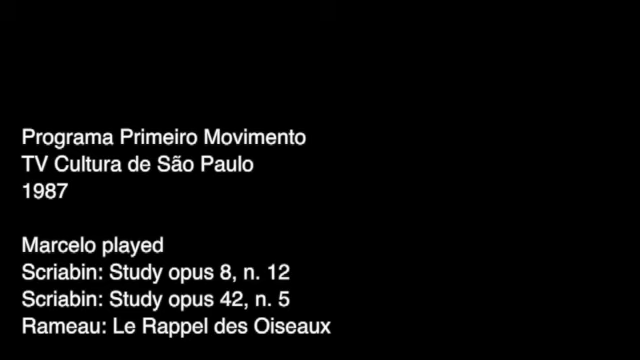 Programa Primeiro Movimento
TV Cultura de São Paulo
1987
Marcelo played
Scriabin: Study opus 8, n. 12
Scriabin: Study opus 42, n. 5
Rameau: Le Rappel des Oiseaux